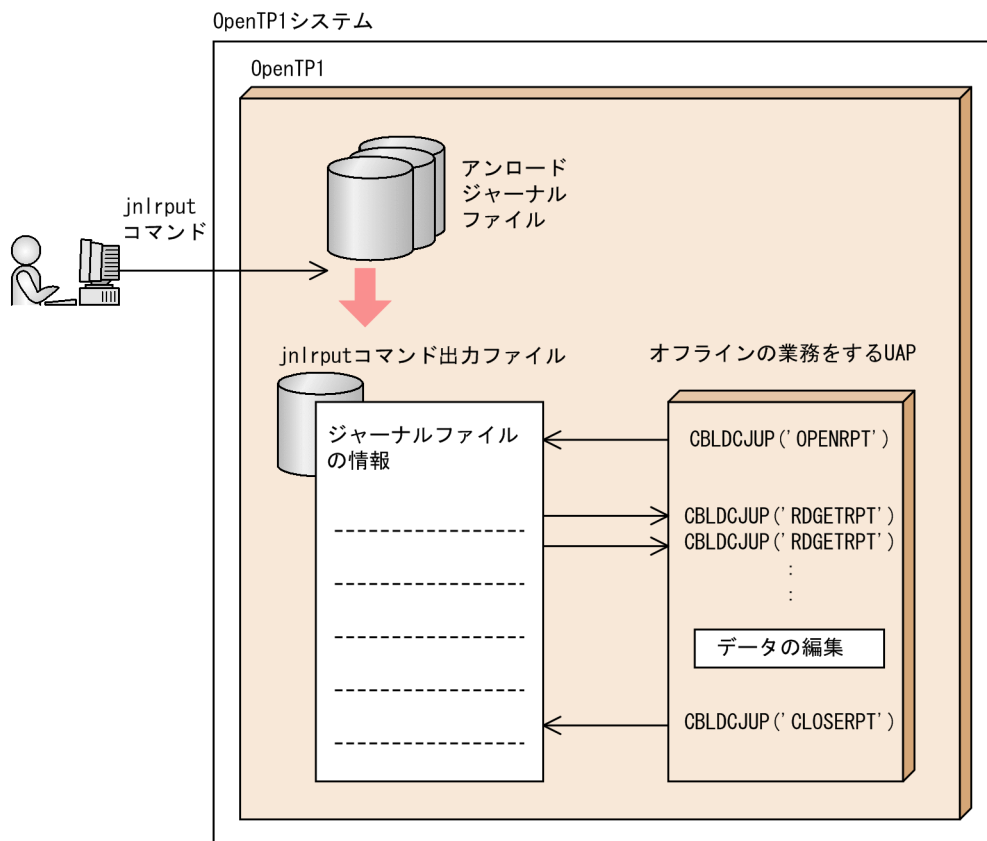 OpenTP1システム
OpenTP1
アンロード
ジャーナル
ファイル
jnlrput
コマンド
jnlrputコマンド出力ファイル
オフラインの業務をするUAP
ジャーナルファイル
の情報
CBLDCJUP('OPENRPT')
CBLDCJUP('RDGETRPT')
CBLDCJUP('RDGETRPT')
:
:
データの編集
CBLDCJUP('CLOSERPT')